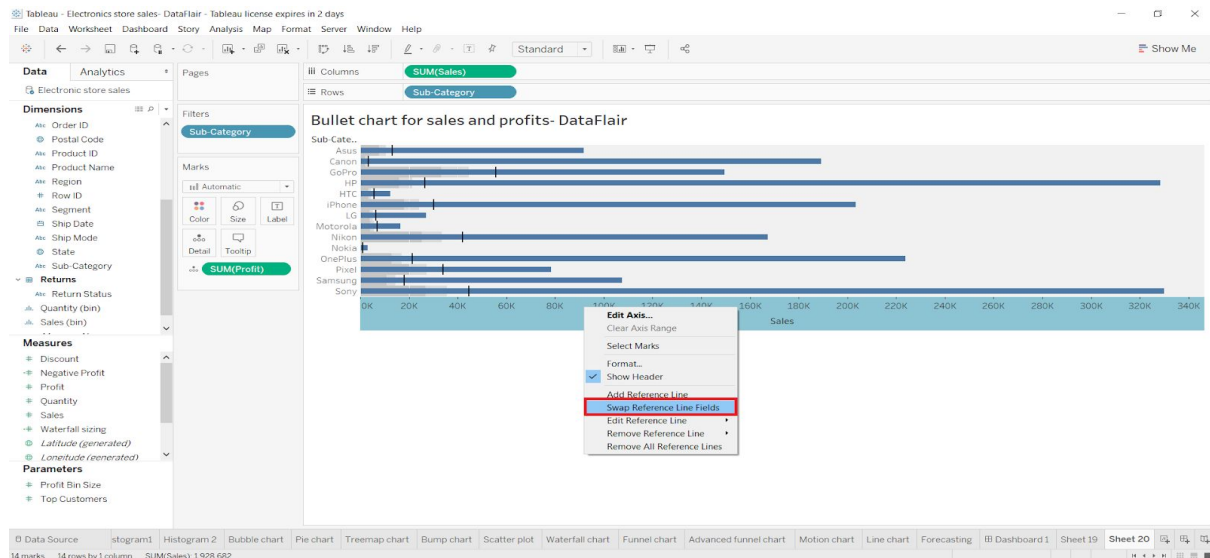 Tableau - Electronics store sales- DataFlair - Tableau license expires in 2 days
File Data Worksheet Dashboard Story Analysis Map Format Server Window Help
Standard
Show Me
Data Analytics
Electronic store sales
Dimensions
Abc Order ID
Postal Code
Abc Product ID
Abc Product Name
Abc Region
# Row ID
Abc Segment
Ship Date
Abc Ship Mode
State
Abc Sub-Category
Returns
Abc Return Status
Quantity (bin)
Sales (bin)
Measures
# Discount
=# Negative Profit
# Profit
# Quantity
# Sales
=# Waterfall sizing
Latitude (generated)
Longitude (generated)
Parameters
# Profit Bin Size
# Top Customers
Pages
Filters
Sub-Category
Marks
Automatic
Color Size Label
Detail Tooltip
SUM(Profit)
Columns SUM(Sales)
Rows Sub-Category
Bullet chart for sales and profits- DataFlair
Sub-Cate..
Asus
Canon
GoPro
HP
HTC
iPhone
LG
Motorola
Nikon
Nokia
OnePlus
Pixel
Samsung
Sony
0K 20K 40K 60K 80K 100K 120K 140K 160K 180K 200K 220K 240K 260K 280K 300K 320K 340K
Sales
Edit Axis...
Clear Axis Range
Select Marks
Format...
Show Header
Add Reference Line
Swap Reference Line Fields
Edit Reference Line
Remove Reference Line
Remove All Reference Lines
Data Source stogram1 Histogram 2 Bubble chart Pie chart Treemap chart Bump chart Scatter plot Waterfall chart Funnel chart Advanced funnel chart Motion chart Line chart Forecasting Dashboard 1 Sheet 19 Sheet 20
14 marks 14 rows by 1 column SUM(Sales): 1,928,682